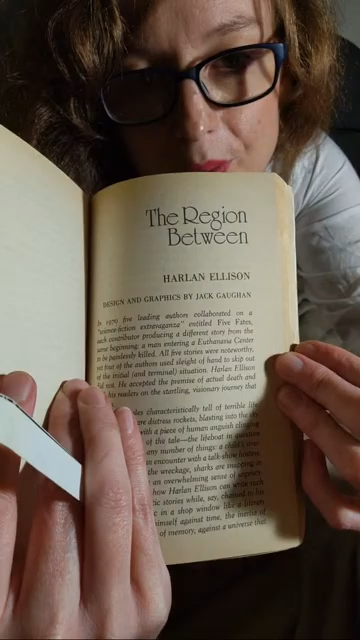 The Region
Between
HARLAN ELLISON
DESIGN AND GRAPHICS BY JACK GAUGHAN
In 1970 five leading authors collaborated on a
"science-fiction extravaganza" entitled Five Fates,
each contributor producing a different story from the
same beginning: a man entering a Euthanasia Center
to be painlessly killed. All five stories were noteworthy,
but four of the authors used sleight of hand to skip out
of the initial (and terminal) situation. Harlan Ellison
did not. He accepted the premise of actual death and
his readers on the startling, visionary journey that
characteristically tell of terrible
distress rockets, blasting into the
with a piece of human anguish clinging
of the tale—the lifeboat in question
any number of things: a child's
an encounter with a talk-show host
the wreckage, sharks are snapping
an overwhelming sense of urgency
how Harlan Ellison can write such
stories while, say, chained to his
in a shop window like a literary
himself against time, the inertia of
of memory, against a universe that